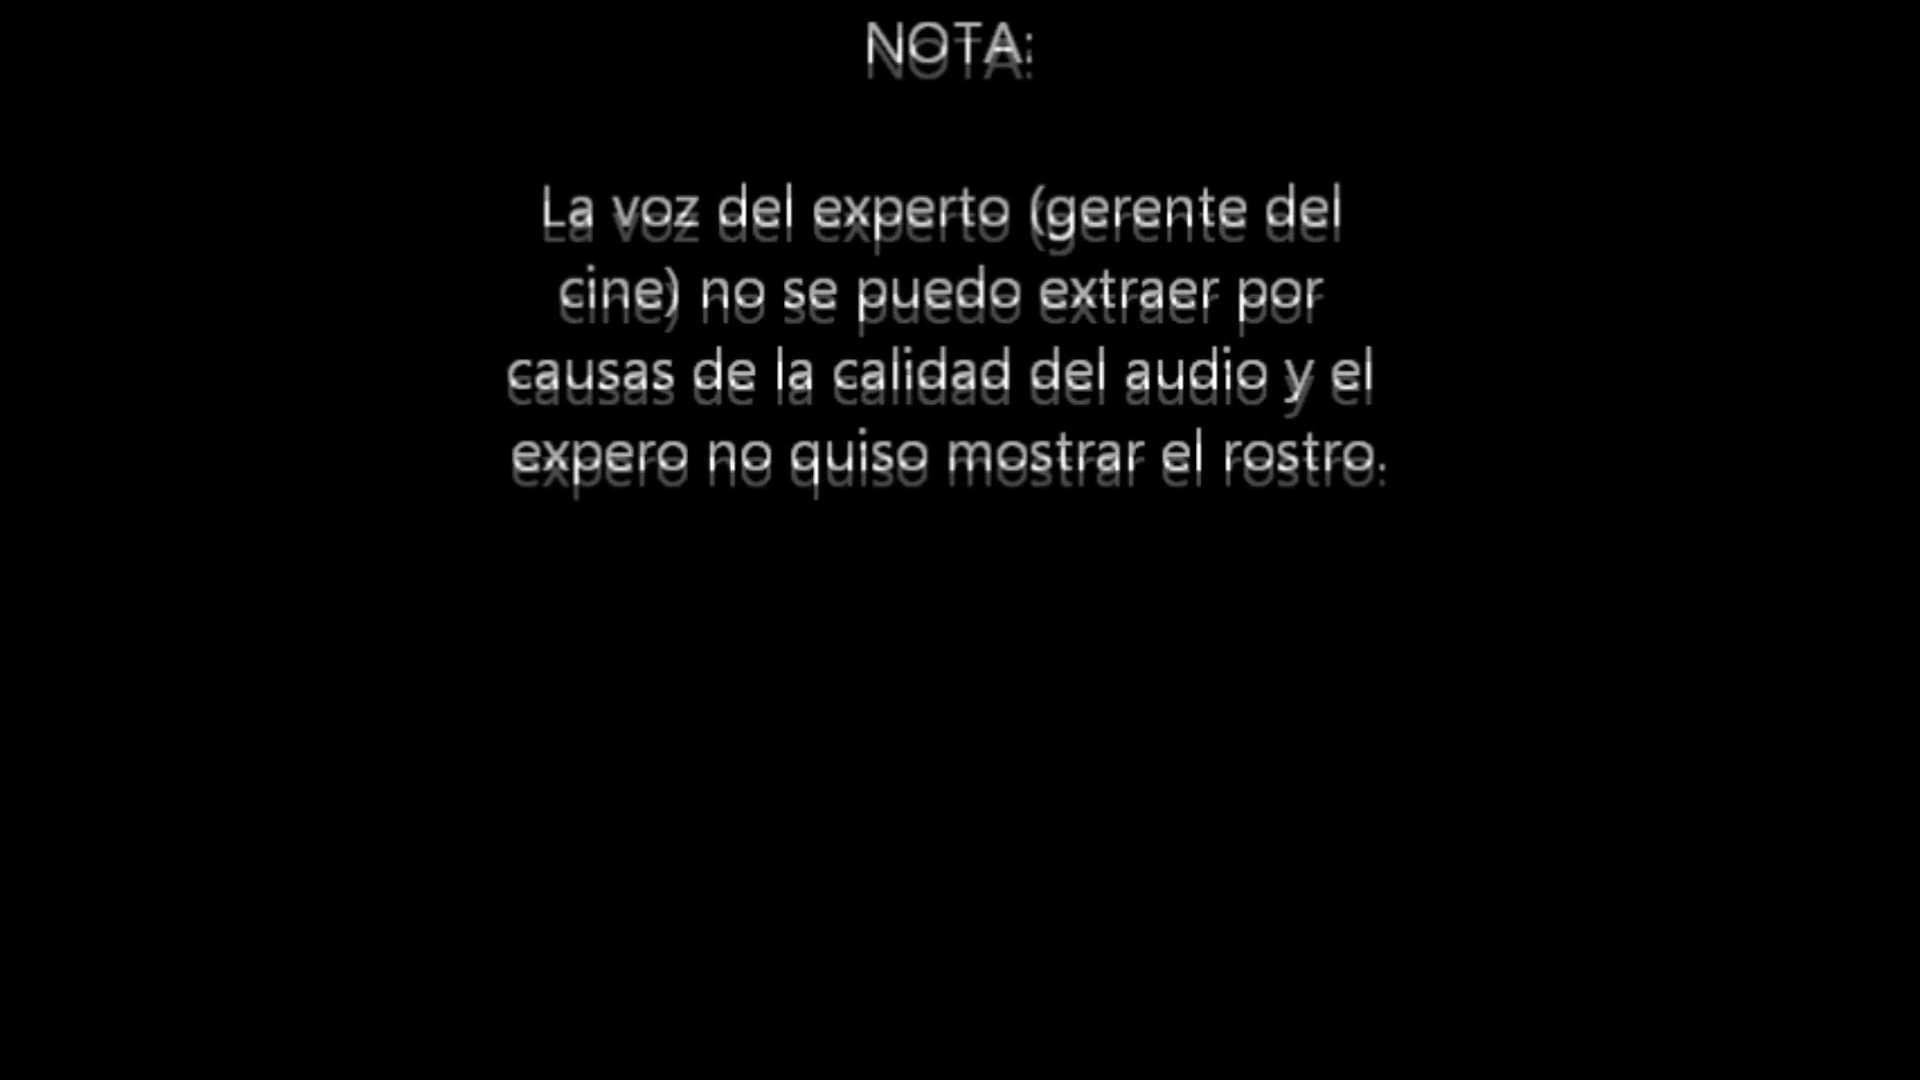 NOTA:
La voz del experto (gerente del
cine) no se puedo extraer por
causas de la calidad del audio y el
expero no quiso mostrar el rostro.